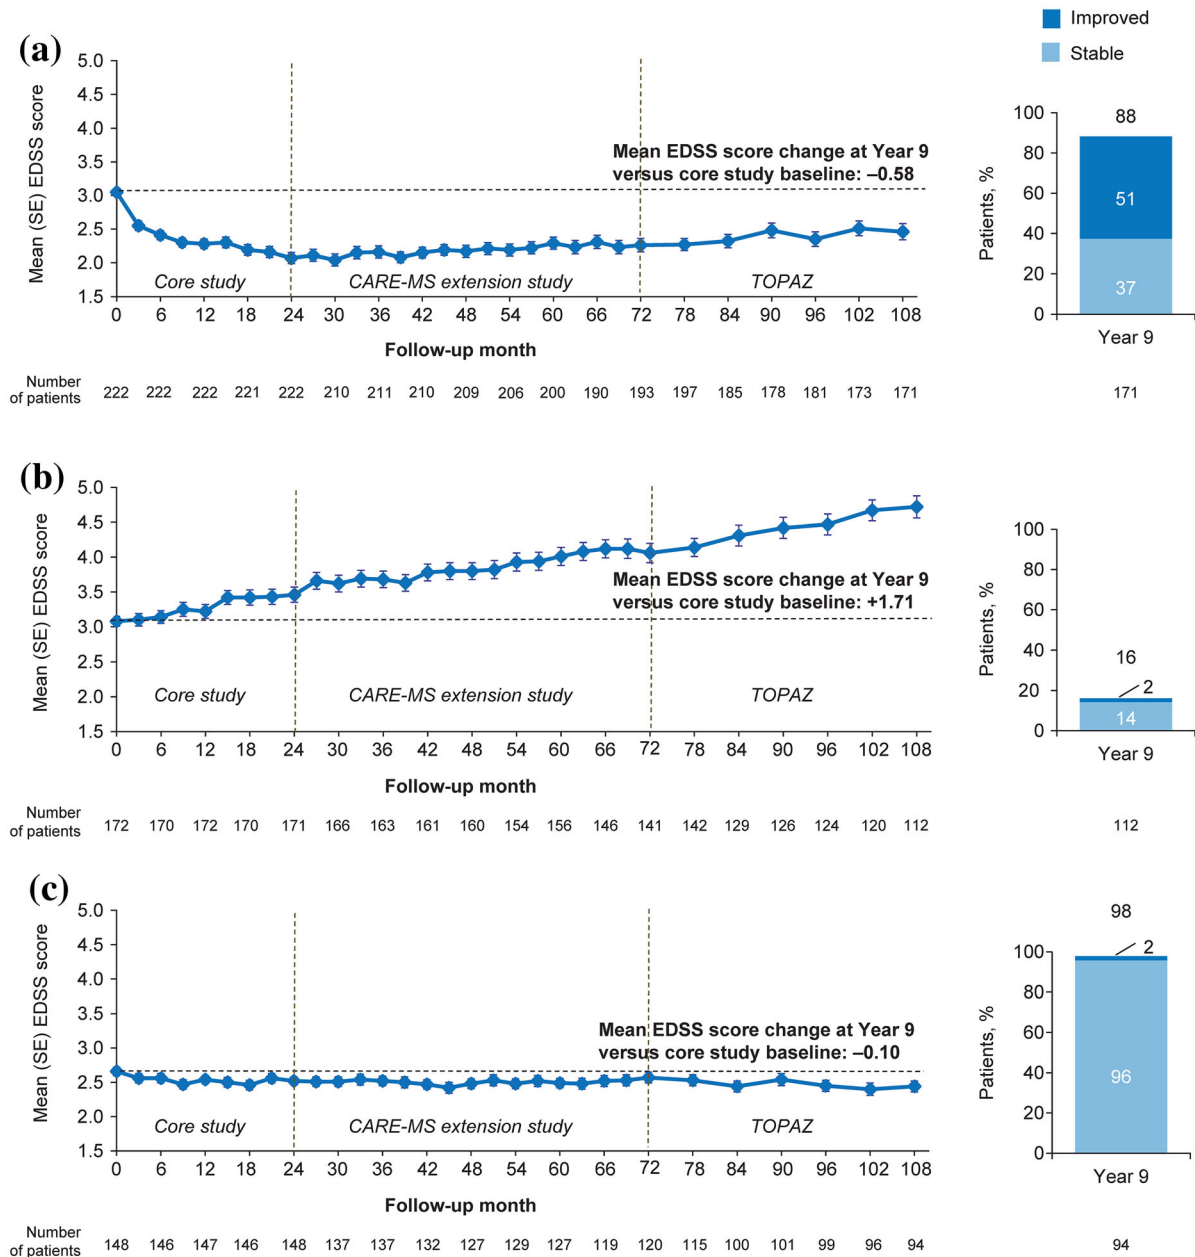 Improved
Stable
(a)
Mean (SE) EDSS score
5.0
4.5
4.0
3.5
3.0
2.5
2.0
1.5
Mean EDSS score change at Year 9
versus core study baseline: –0.58
Core study
CARE-MS extension study
TOPAZ
0 6 12 18 24 30 36 42 48 54 60 66 72 78 84 90 96 102 108
Follow-up month
Number
of patients
222 222 222 221 222 210 211 210 209 206 200 190 193 197 185 178 181 173 171
Patients, %
100
80
60
40
20
0
88
51
37
Year 9
171
(b)
Mean (SE) EDSS score
5.0
4.5
4.0
3.5
3.0
2.5
2.0
1.5
Mean EDSS score change at Year 9
versus core study baseline: +1.71
Core study
CARE-MS extension study
TOPAZ
0 6 12 18 24 30 36 42 48 54 60 66 72 78 84 90 96 102 108
Follow-up month
Number
of patients
172 170 172 170 171 166 163 161 160 154 156 146 141 142 129 126 124 120 112
Patients, %
100
80
60
40
20
0
16
2
14
Year 9
112
(c)
Mean (SE) EDSS score
5.0
4.5
4.0
3.5
3.0
2.5
2.0
1.5
Mean EDSS score change at Year 9
versus core study baseline: –0.10
Core study
CARE-MS extension study
TOPAZ
0 6 12 18 24 30 36 42 48 54 60 66 72 78 84 90 96 102 108
Follow-up month
Number
of patients
148 146 147 146 148 137 137 132 127 129 127 119 120 115 100 101 99 96 94
Patients, %
98
100
80
60
40
20
0
2
96
Year 9
94